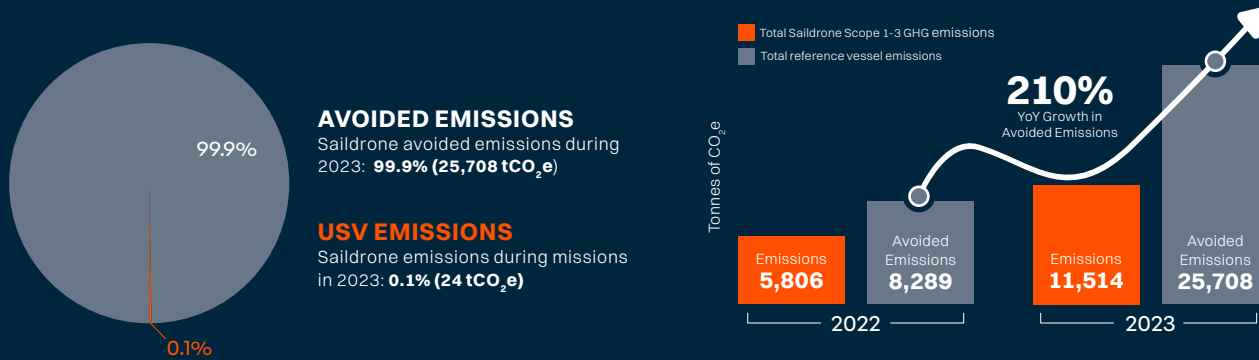 99.9%
0.1%
AVOIDED EMISSIONS
Saildrone avoided emissions during
2023: 99.9% (25,708 tCO₂e)
USV EMISSIONS
Saildrone emissions during missions
in 2023: 0.1% (24 tCO₂e)
Total Saildrone Scope 1-3 GHG emissions
Total reference vessel emissions
Tonnes of CO₂e
210%
YoY Growth in
Avoided Emissions
Emissions
5,806
Avoided
Emissions
8,289
Emissions
11,514
Avoided
Emissions
25,708
2022
2023